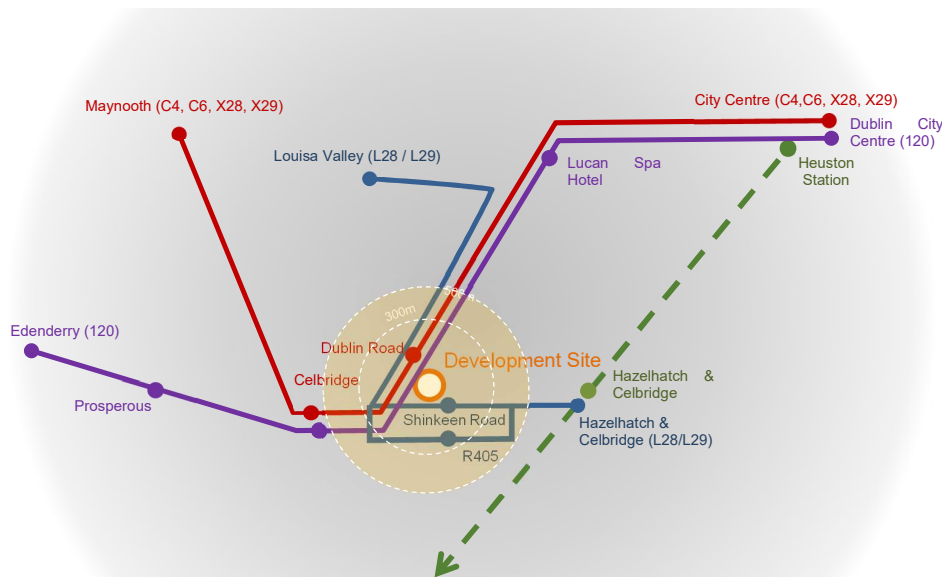 Maynooth (C4, C6, X28, X29)
City Centre (C4,C6, X28, X29)
Dublin City
Centre (120)
Louisa Valley (L28 / L29)
Lucan Spa
Hotel
Heuston
Station
300m
Edenderry (120)
Dublin Road
Development Site
Celbridge
Hazelhatch &
Celbridge
Prosperous
Shinkeen Road
Hazelhatch &
Celbridge (L28/L29)
R405